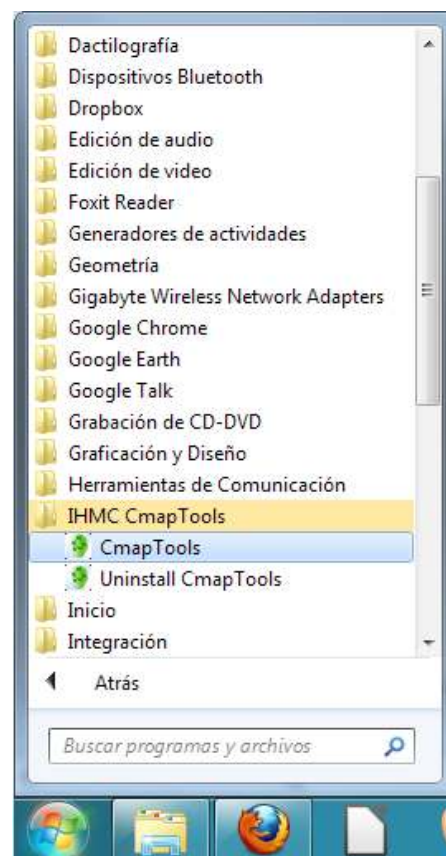 Dactilografía
Dispositivos Bluetooth
Dropbox
Edición de audio
Edición de video
Foxit Reader
Generadores de actividades
Geometría
Gigabyte Wireless Network Adapters
Google Chrome
Google Earth
Google Talk
Grabación de CD-DVD
Graficación y Diseño
Herramientas de Comunicación
IHMC CmapTools
CmapTools
Uninstall CmapTools
Inicio
Integración
Atrás
Buscar programas y archivos